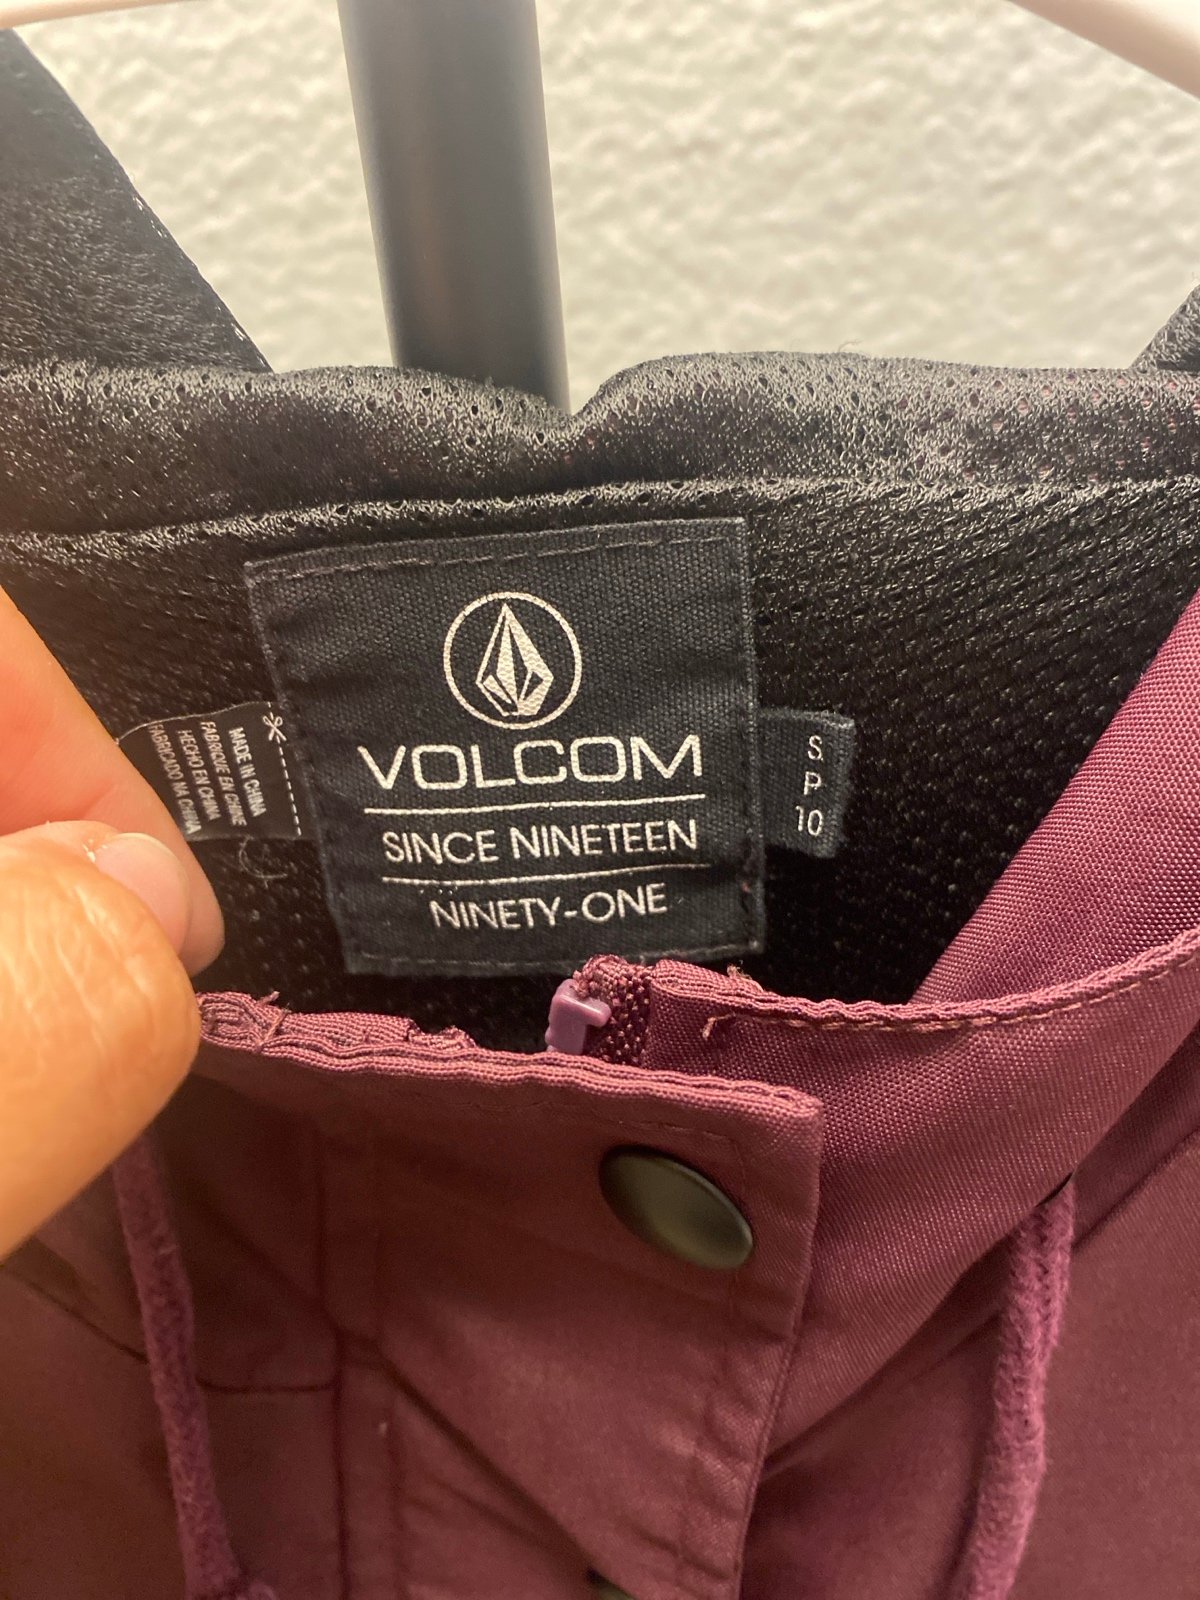 VOLCOM
SINCE NINETEEN
NINETY-ONE
S
P
10
MADE IN CHINA
FABRIQUE EN CHINE
HECHO EN CHINA
FABRICADO NA CHINA